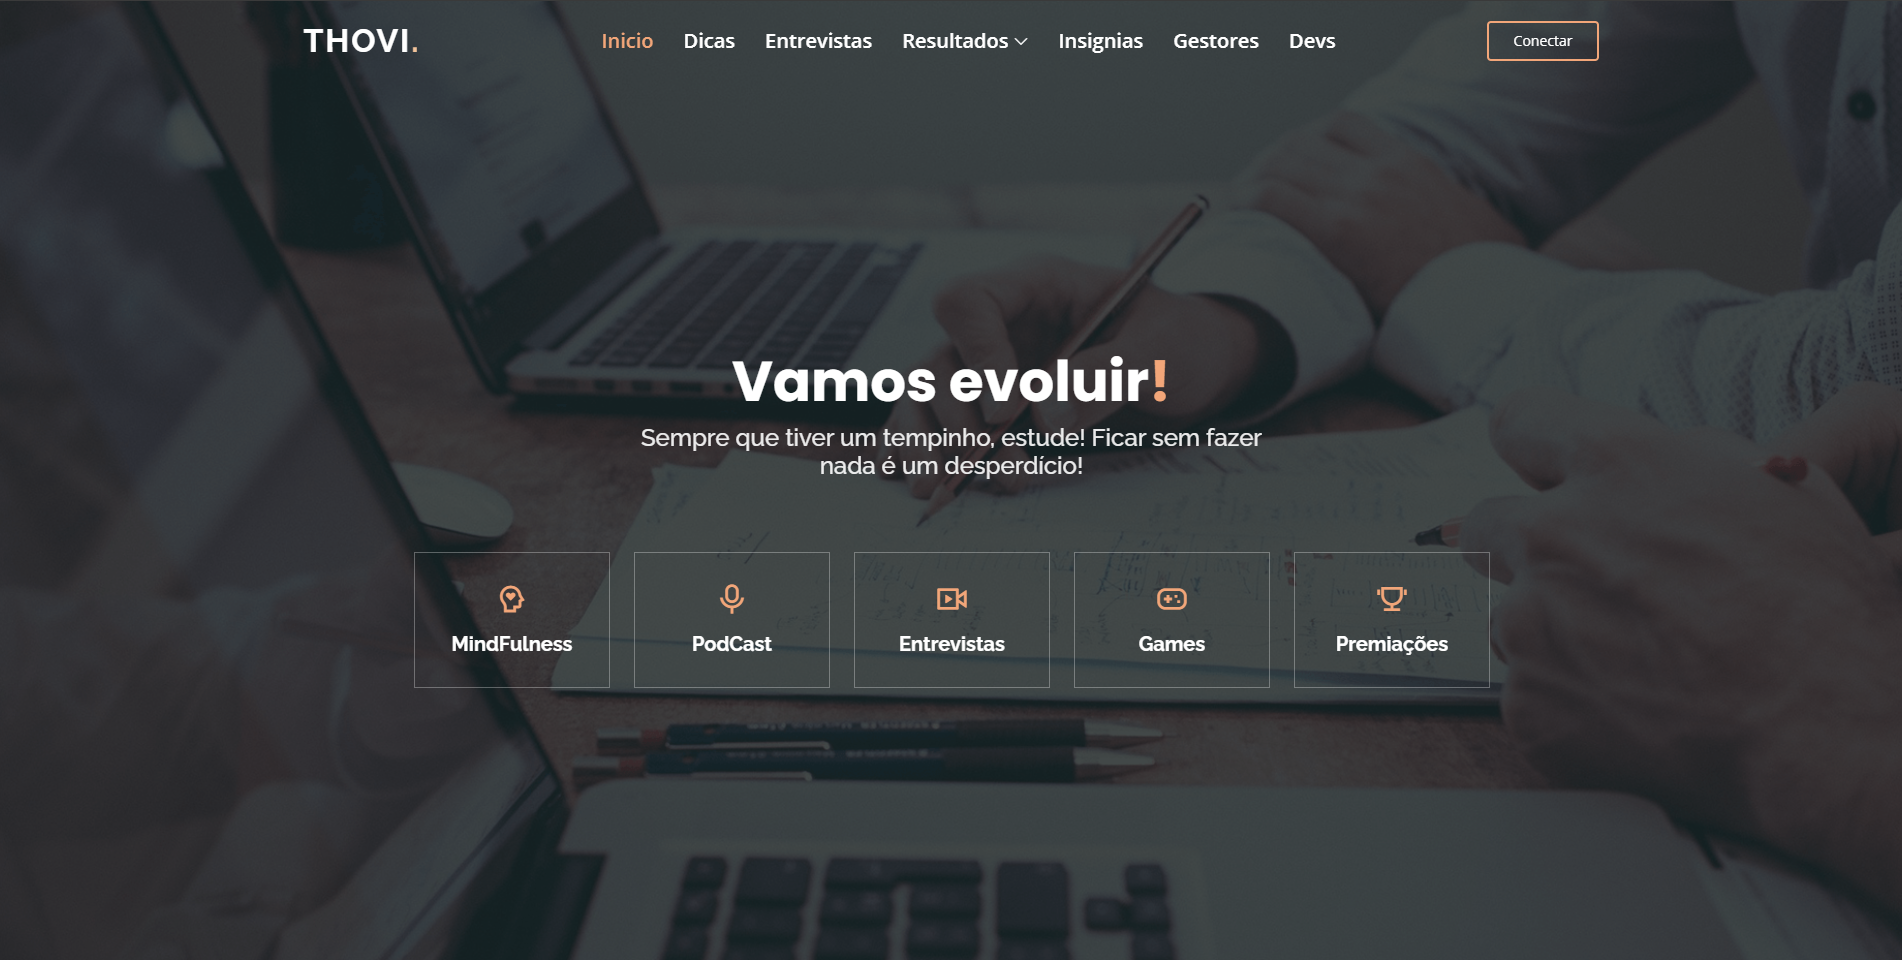 THOVI.
Inicio Dicas Entrevistas Resultados Insignias Gestores Devs
Conectar
Vamos evoluir!
Sempre que tiver um tempinho, estude! Ficar sem fazer
nada é um desperdício!
MindFulness
PodCast
Entrevistas
Games
Premiações